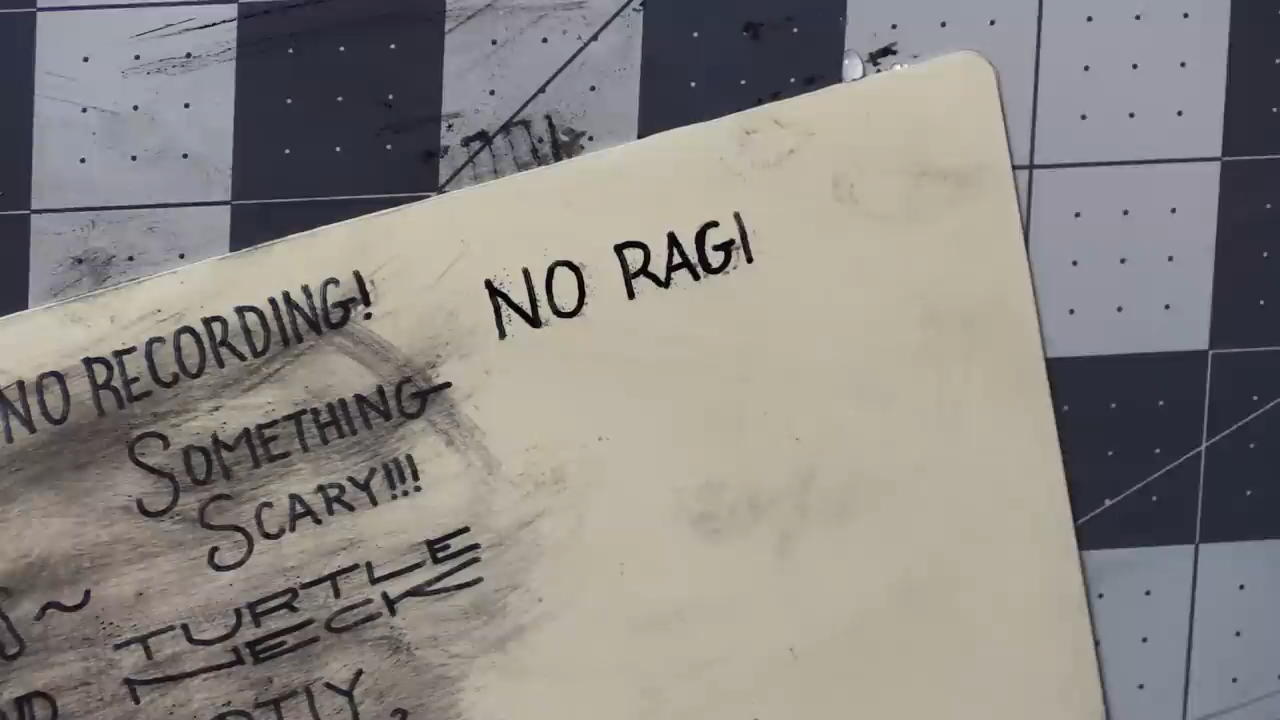 NO RECORDING!
SOMETHING
SCARY!!!
TURTLE
NECK
NO RAGI